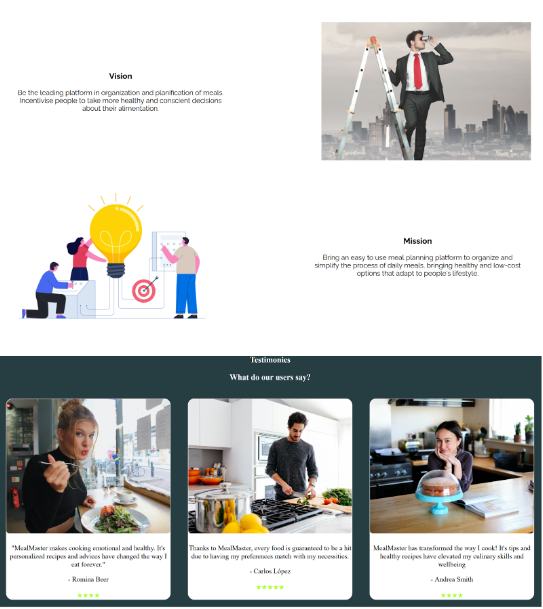 Vision
Be the leading platform in organization and planification of meals.
Incentivise people to take more healthy and conscient decisions
about their alimentation.
Mission
Bring an easy to use meal planning platform to organize and
simplify the process of daily meals, bringing healthy and low-cost
options that adapt to people's lifestyle.
Testimonics
What do our users say?
"MealMaster makes cooking emotional and healthy. It's
personalized recipes and advices have changed the way I
eat forever."
- Romina Beer
Thanks to MealMaster, every food is guaranteed to be a hit
due to having my preferences match with my necessities.
- Carlos López
MealMaster has transformed the way I cook! It's tips and
healthy recipes have elevated my culinary skills and
wellbeing
- Andrea Smith